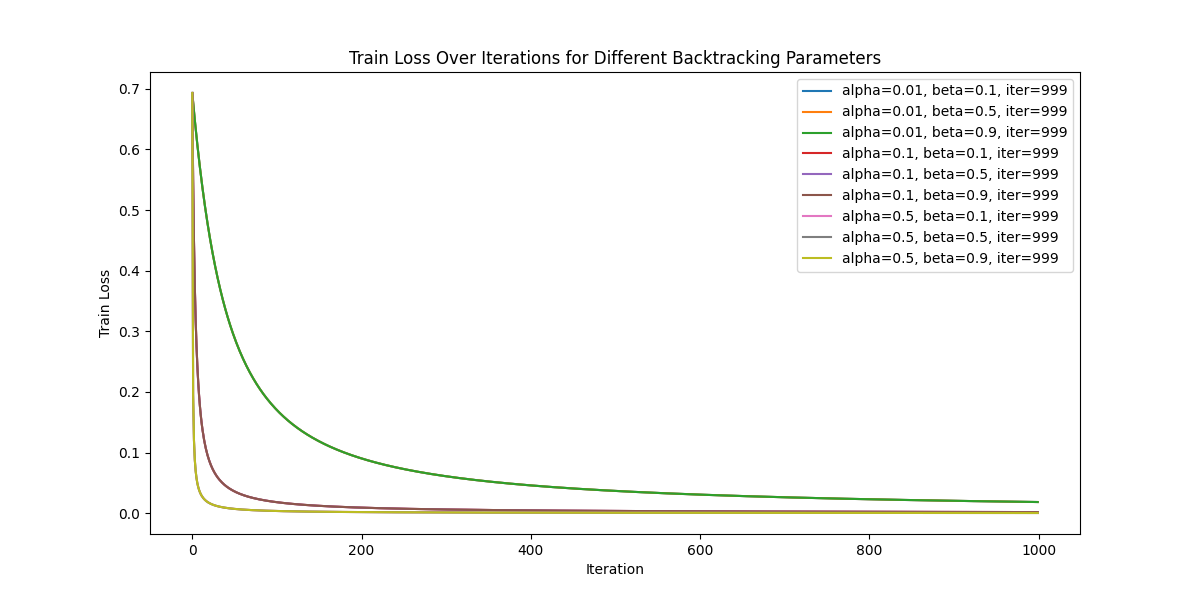 Train Loss Over Iterations for Different Backtracking Parameters
alpha=0.01, beta=0.1, iter=999
alpha=0.01, beta=0.5, iter=999
alpha=0.01, beta=0.9, iter=999
alpha=0.1, beta=0.1, iter=999
alpha=0.1, beta=0.5, iter=999
alpha=0.1, beta=0.9, iter=999
alpha=0.5, beta=0.1, iter=999
alpha=0.5, beta=0.5, iter=999
alpha=0.5, beta=0.9, iter=999
Train Loss
0.7
0.6
0.5
0.4
0.3
0.2
0.1
0.0
0 200 400 600 800 1000
Iteration